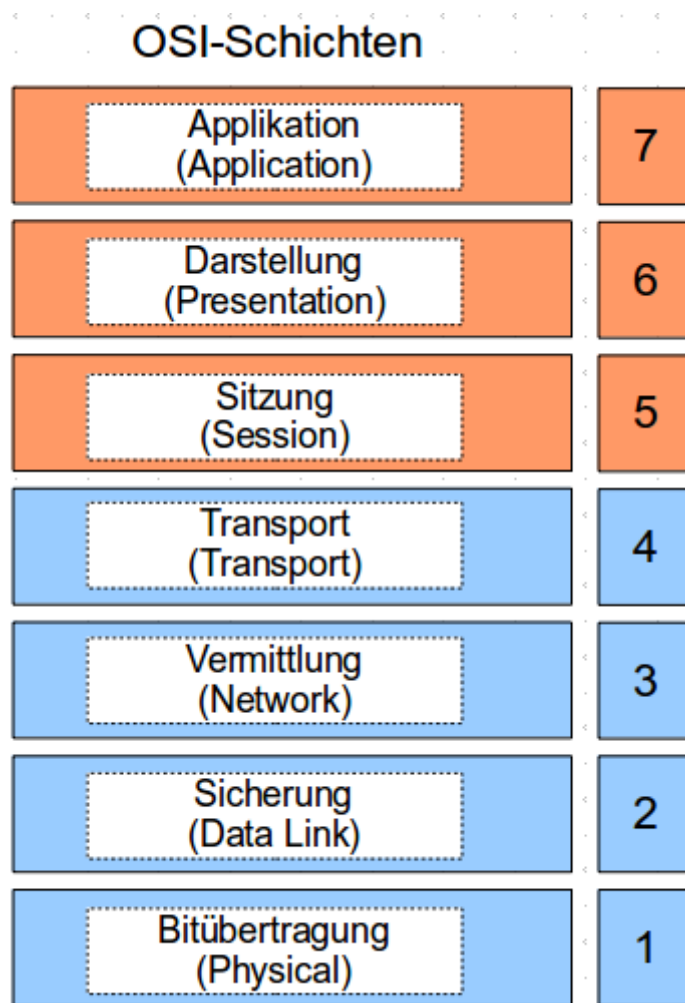 OSI-Schichten
Applikation
(Application)
7
Darstellung
(Presentation)
6
Sitzung
(Session)
5
Transport
(Transport)
4
Vermittlung
(Network)
3
Sicherung
(Data Link)
2
Bitübertragung
(Physical)
1